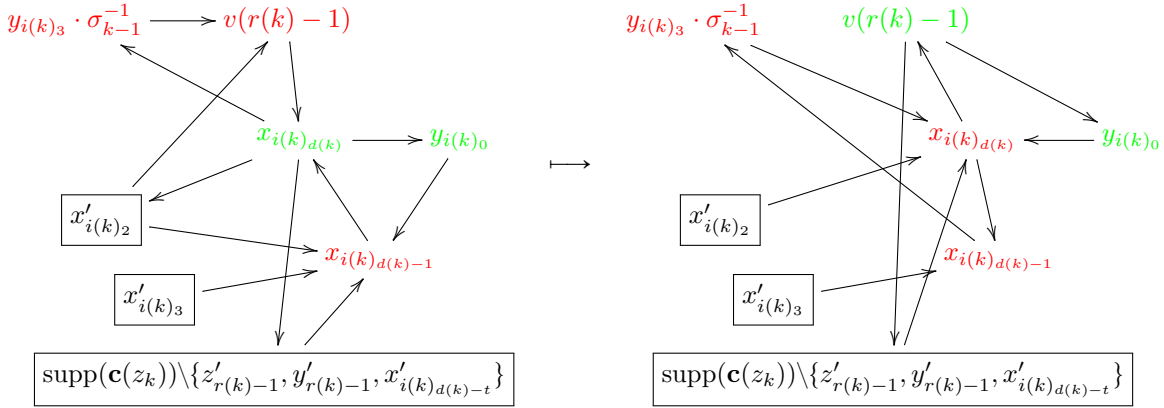 y_{i(k)_3} · σ_{k−1}^{−1} v(r(k) − 1)
x_{i(k)_{d(k)}} y_{i(k)_0}
x′_{i(k)_2}
x_{i(k)_{d(k)−1}}
x′_{i(k)_3}
supp(𝐜(z_k))\{z′_{r(k)−1}, y′_{r(k)−1}, x′_{i(k)_{d(k)−t}}}
⟼
y_{i(k)_3} · σ_{k−1}^{−1} v(r(k) − 1)
x_{i(k)_{d(k)}} y_{i(k)_0}
x′_{i(k)_2}
x_{i(k)_{d(k)−1}}
x′_{i(k)_3}
supp(𝐜(z_k))\{z′_{r(k)−1}, y′_{r(k)−1}, x′_{i(k)_{d(k)−t}}}